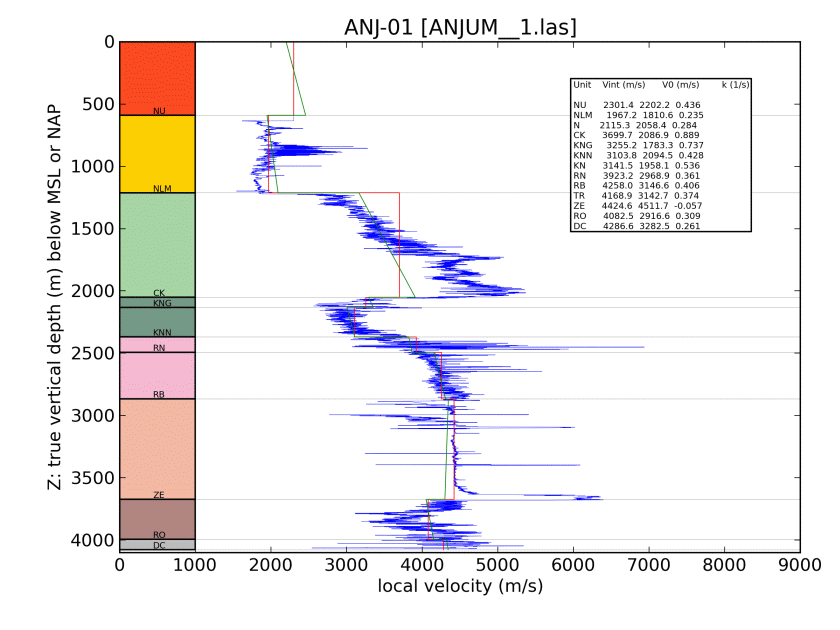 ANJ-01 [ANJUM__1.las]
Z: true vertical depth (m) below MSL or NAP
0
500
1000
1500
2000
2500
3000
3500
4000
NU
NLM
CK
KNG
KNN
RN
RB
ZE
RO
DC
Unit Vint (m/s) V0 (m/s) k (1/s)
NU 2301.4 2202.2 0.436
NLM 1967.2 1810.6 0.235
N 2115.3 2058.4 0.284
CK 3699.7 2086.9 0.889
KNG 3255.2 1783.3 0.737
KNN 3103.8 2094.5 0.428
KN 3141.5 1958.1 0.536
RN 3923.2 2968.9 0.361
RB 4258.0 3146.6 0.406
TR 4168.9 3142.7 0.374
ZE 4424.6 4511.7 -0.057
RO 4082.5 2916.6 0.309
DC 4286.6 3282.5 0.261
0 1000 2000 3000 4000 5000 6000 7000 8000 9000
local velocity (m/s)